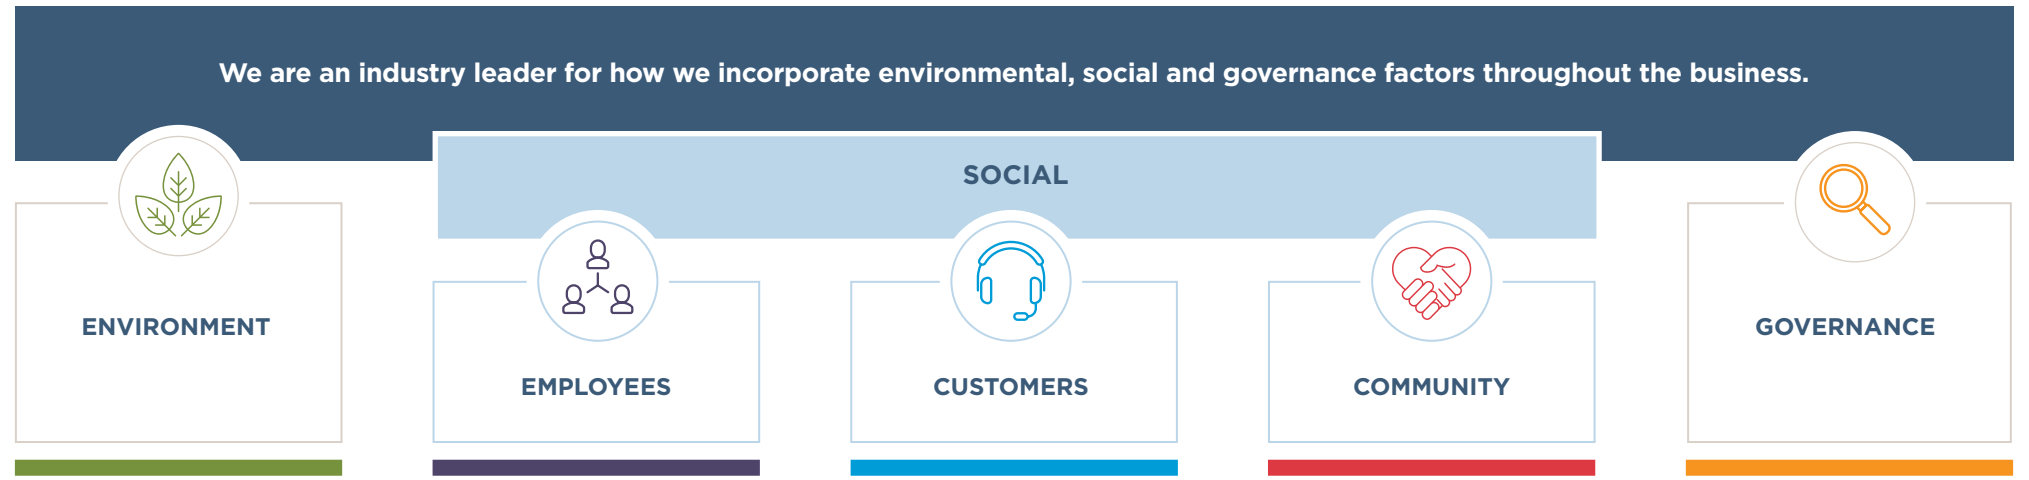 We are an industry leader for how we incorporate environmental, social and governance factors throughout the business.
SOCIAL
ENVIRONMENT
EMPLOYEES
CUSTOMERS
COMMUNITY
GOVERNANCE